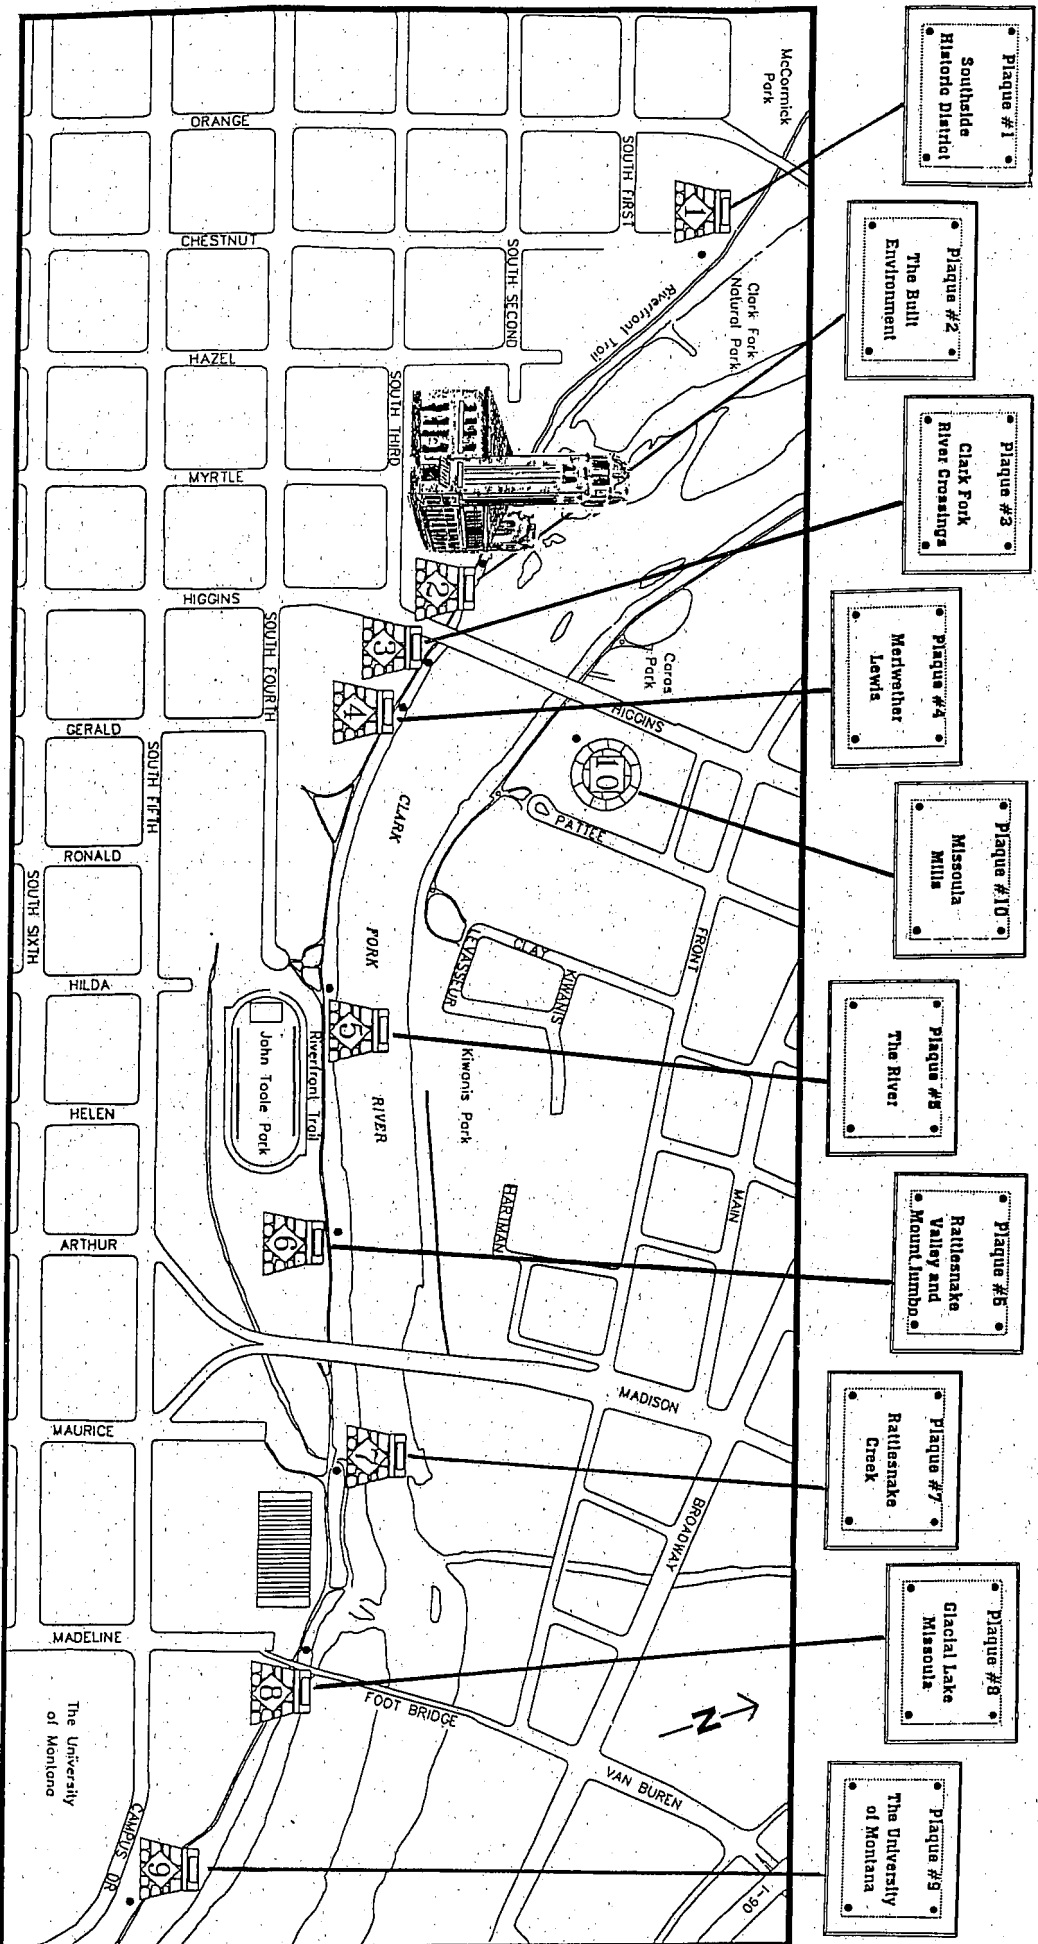 Plaque #1
Southside
Historic District
Plaque #2
The Built
Environment
Plaque #3
Clark Fork
River Crossings
Plaque #4
Meriwether
Lewis
Plaque #10
Missoula
Mills
Plaque #5
The River
Plaque #6
Rattlesnake
Valley and
Mount Jumbo
Plaque #7
Rattlesnake
Creek
Plaque #8
Glacial Lake
Missoula
Plaque #9
The University
of Montana
McCormick
Park
Clark Fork
Natural Park
Riverfront Trail
Caras
Park
1
2
3
4
10
5
6
7
8
9
ORANGE
CHESTNUT
HAZEL
MYRTLE
HIGGINS
GERALD
RONALD
HILDA
HELEN
ARTHUR
MAURICE
MADELINE
SOUTH FIRST
SOUTH SECOND
SOUTH THIRD
SOUTH FOURTH
SOUTH FIFTH
SOUTH SIXTH
HIGGINS
PATTEE
CLAY
KIWANIS
LEVASSEUR
FRONT
MAIN
HARTMAN
MADISON
BROADWAY
VAN BUREN
I-90
FOOT BRIDGE
CAMPUS DR
CLARK
FORK
RIVER
Kiwanis Park
Riverfront Trail
John Toole Park
The University
of Montana
N